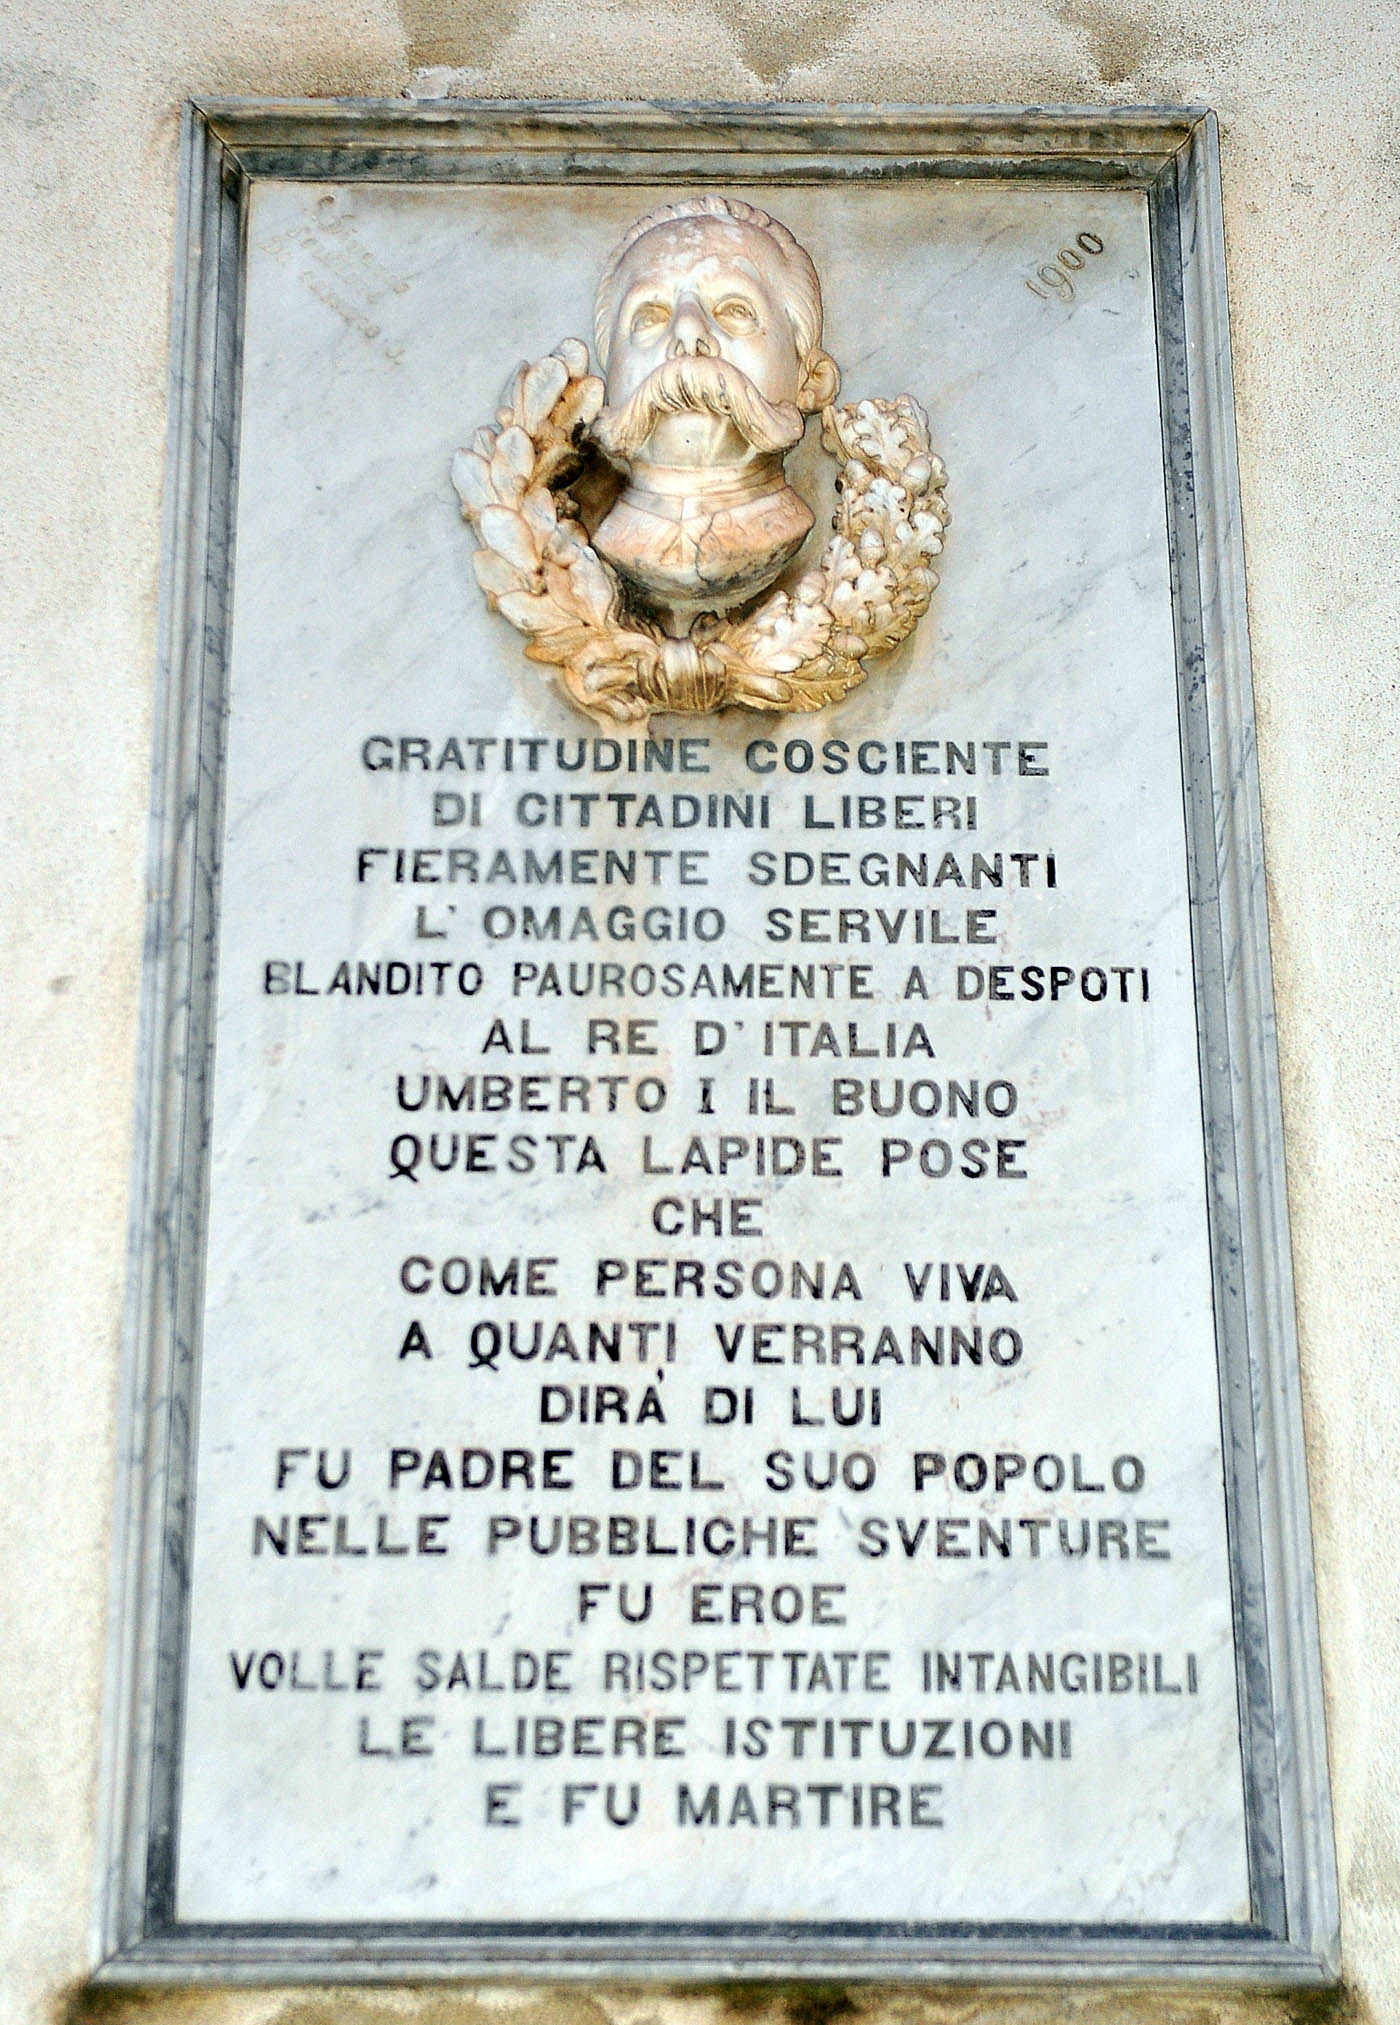 1900
GRATITUDINE COSCIENTE
DI CITTADINI LIBERI
FIERAMENTE SDEGNANTI
L' OMAGGIO SERVILE
BLANDITO PAUROSAMENTE A DESPOTI
AL RE D'ITALIA
UMBERTO I IL BUONO
QUESTA LAPIDE POSE
CHE
COME PERSONA VIVA
A QUANTI VERRANNO
DIRÀ DI LUI
FU PADRE DEL SUO POPOLO
NELLE PUBBLICHE SVENTURE
FU EROE
VOLLE SALDE RISPETTATE INTANGIBILI
LE LIBERE ISTITUZIONI
E FU MARTIRE